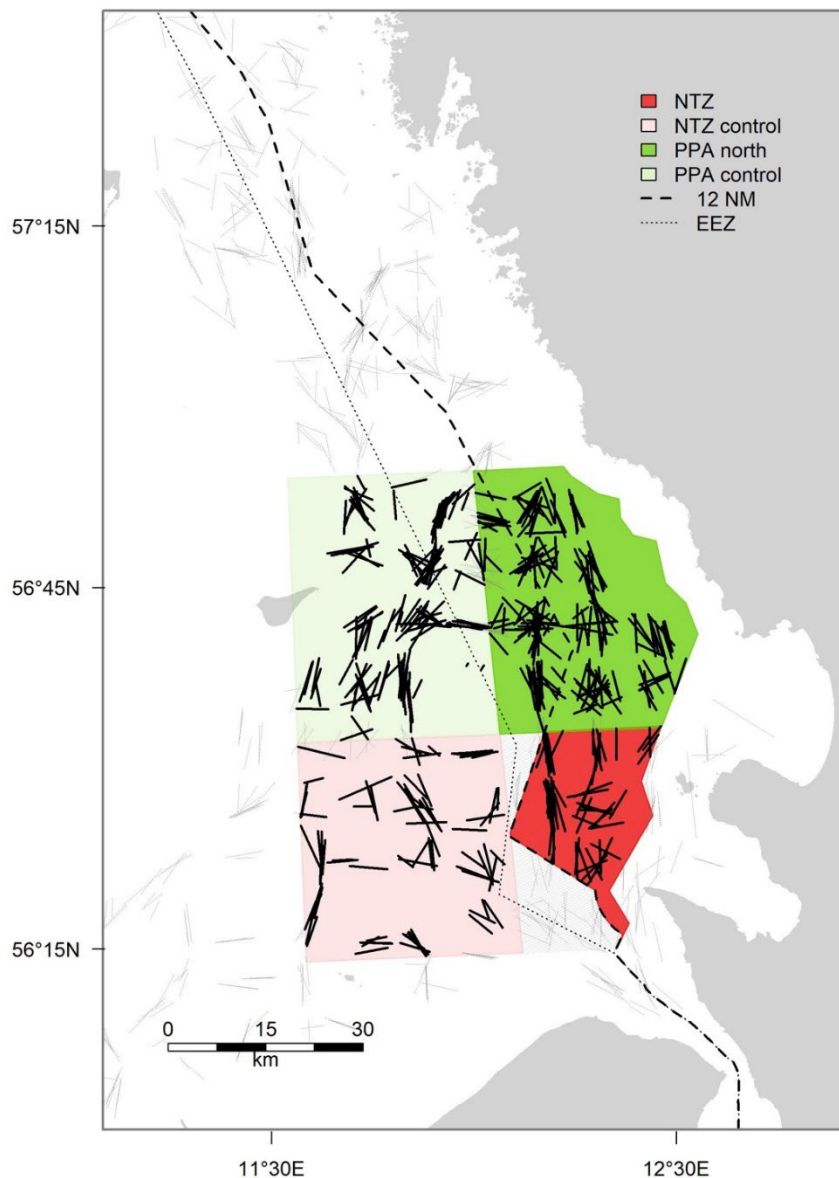 NTZ
NTZ control
PPA north
PPA control
12 NM
EEZ
57°15N
56°45N
56°15N
0 15 30
km
11°30E 12°30E